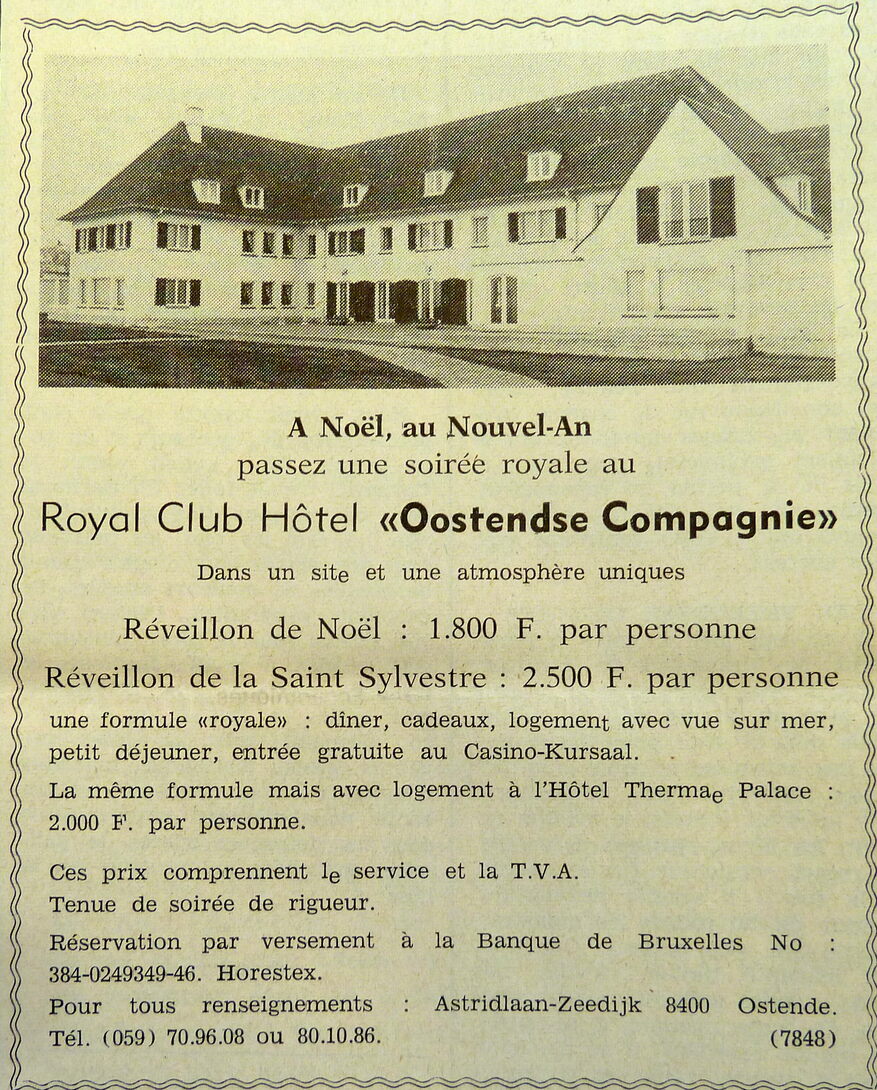 A Noël, au Nouvel-An
passez une soirée royale au
Royal Club Hôtel «Oostendse Compagnie»
Dans un site et une atmosphère uniques
Réveillon de Noël : 1.800 F. par personne
Réveillon de la Saint Sylvestre : 2.500 F. par personne
une formule «royale» : dîner, cadeaux, logement avec vue sur mer,
petit déjeuner, entrée gratuite au Casino-Kursaal.
La même formule mais avec logement à l'Hôtel Thermae Palace :
2.000 F. par personne.
Ces prix comprennent le service et la T.V.A.
Tenue de soirée de rigueur.
Réservation par versement à la Banque de Bruxelles No :
384-0249349-46. Horestex.
Pour tous renseignements : Astridlaan-Zeedijk 8400 Ostende.
Tél. (059) 70.96.08 ou 80.10.86. (7848)